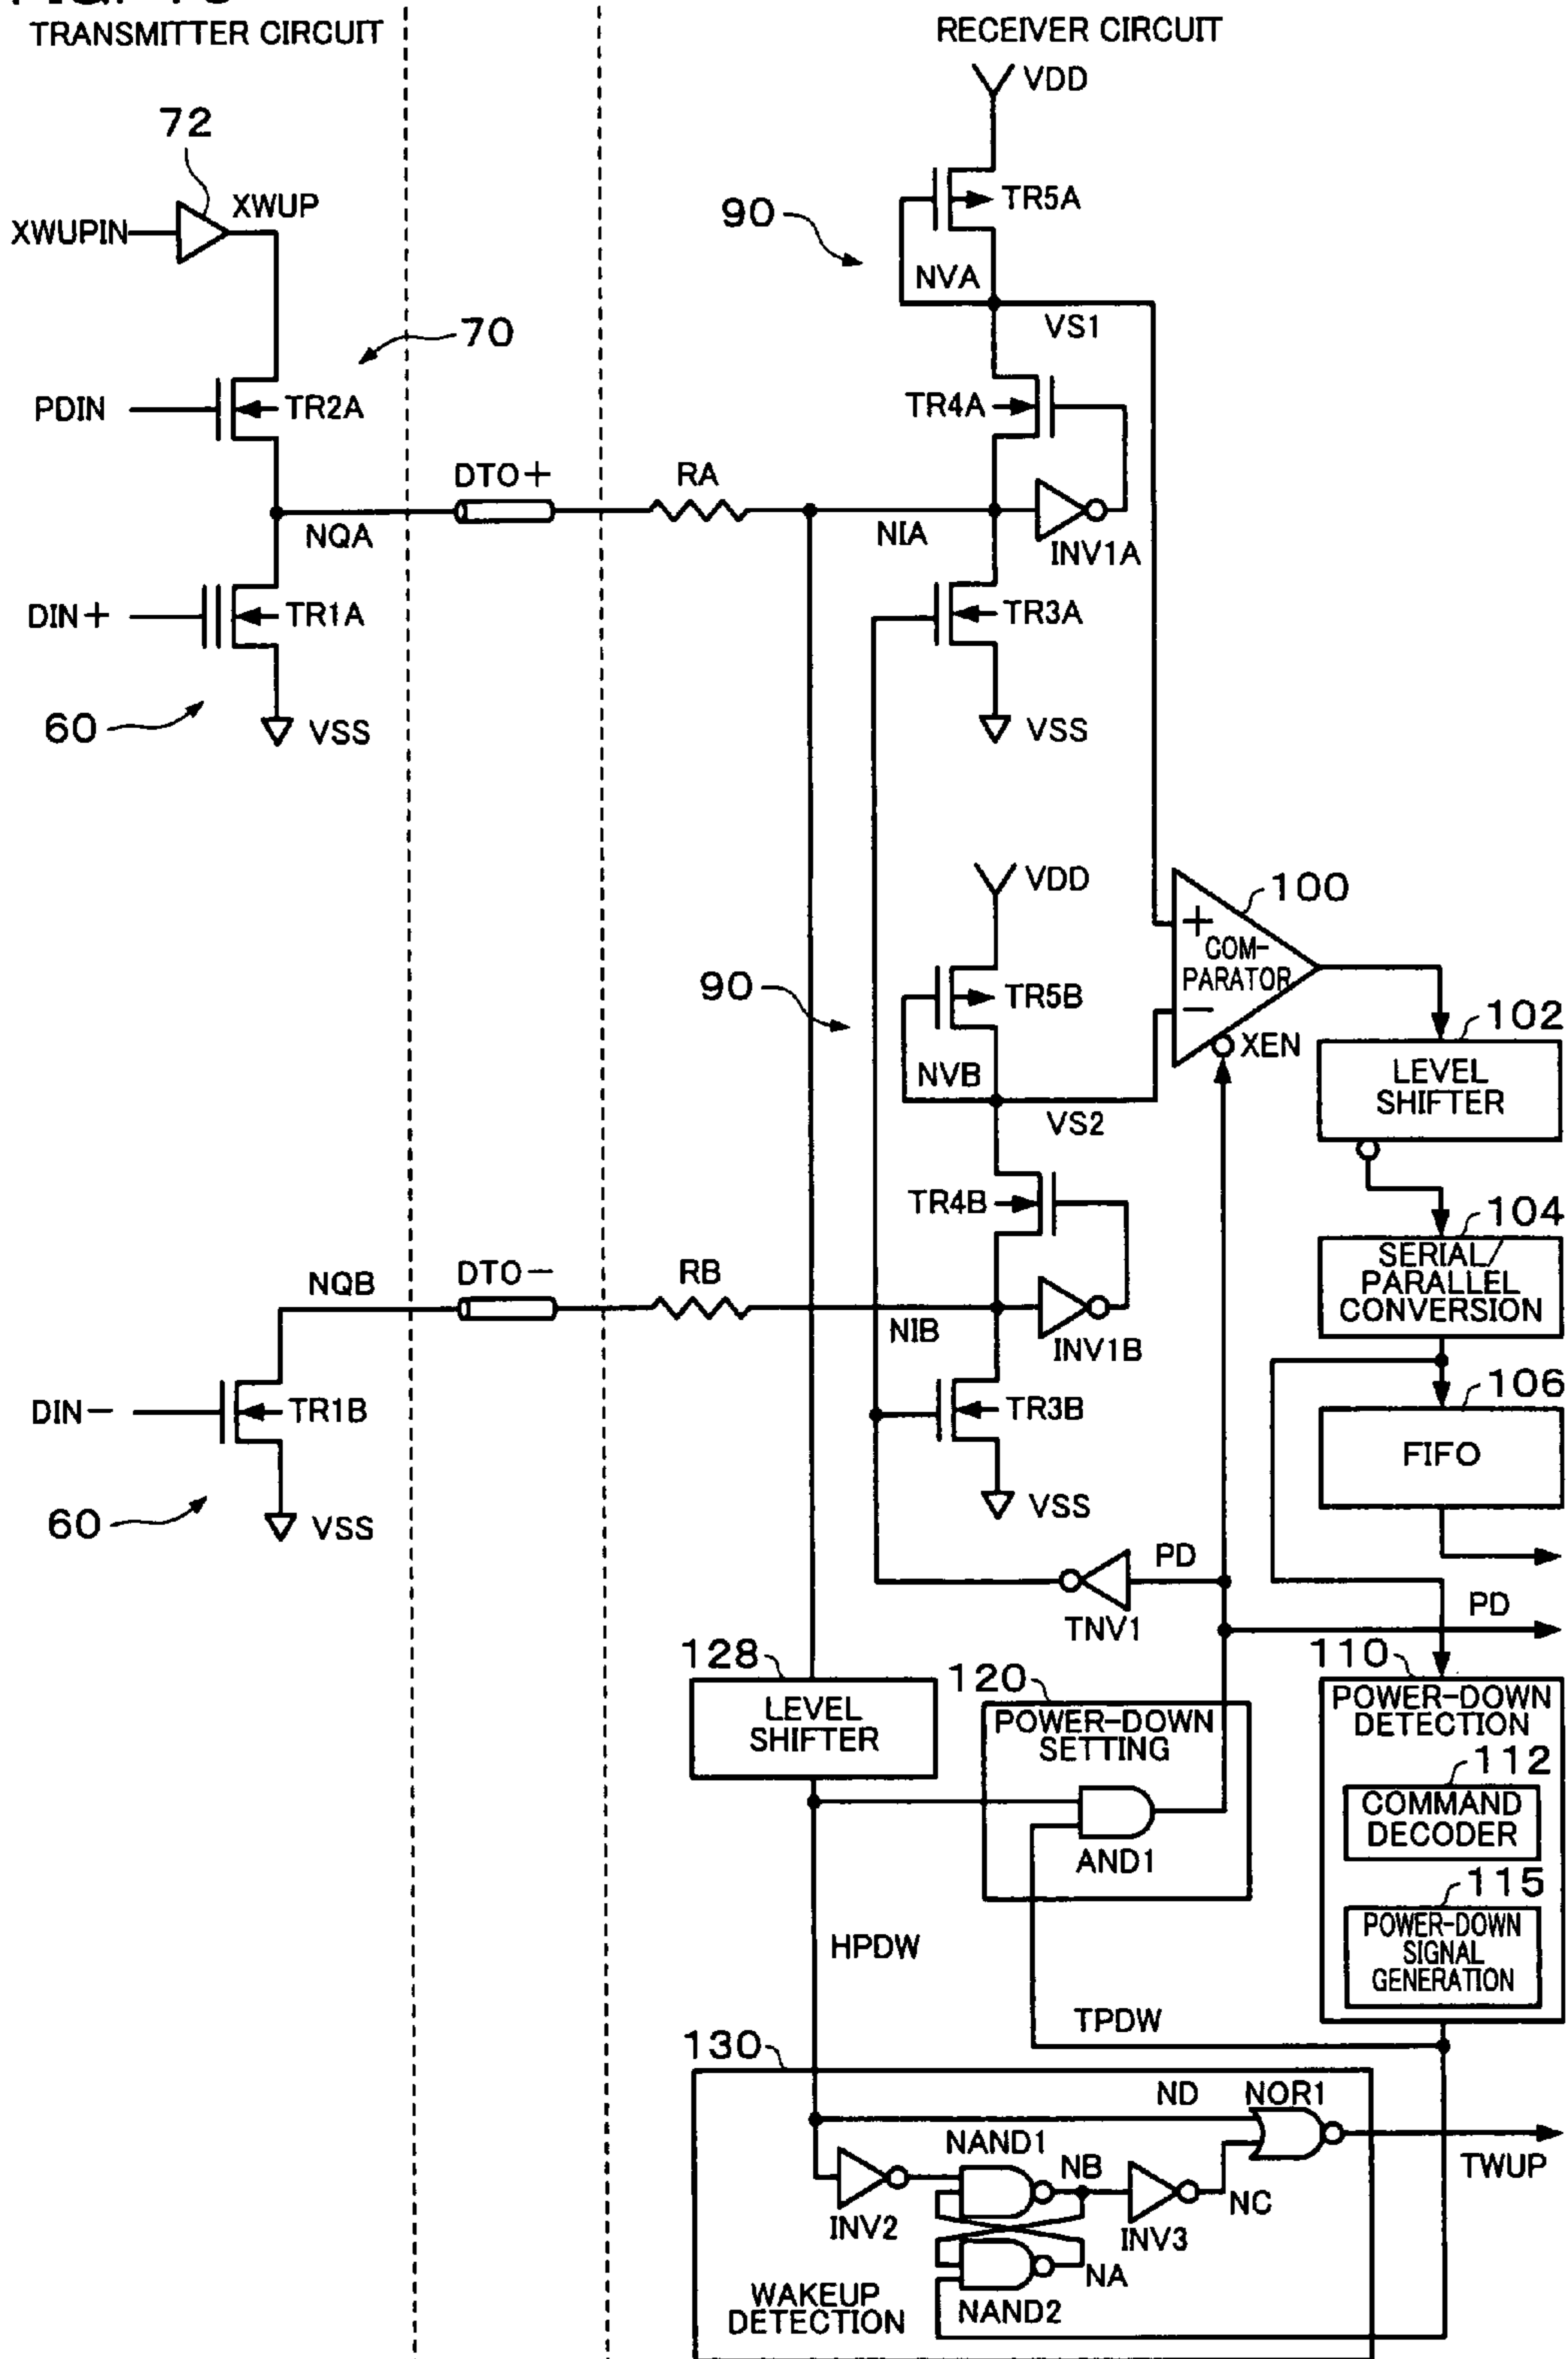 TRANSMITTER CIRCUIT
RECEIVER CIRCUIT
VDD
72
XWUP
XWUPIN
TR5A
90
NVA
VS1
70
PDIN
TR2A
TR4A
DTO+
RA
NQA
NIA
INV1A
DIN+
TR1A
TR3A
60
VSS
VSS
VDD
100
+
COM-
PARATOR
−
90
TR5B
XEN
102
LEVEL
SHIFTER
NVB
VS2
TR4B
104
SERIAL/
PARALLEL
CONVERSION
NQB
DTO−
RB
NIB
INV1B
DIN−
TR1B
TR3B
106
FIFO
60
VSS
VSS
PD
TNV1
PD
128
LEVEL
SHIFTER
120
POWER-DOWN
SETTING
AND1
110
POWER-DOWN
DETECTION
112
COMMAND
DECODER
115
POWER-DOWN
SIGNAL
GENERATION
HPDW
TPDW
130
ND
NOR1
NAND1
NB
TWUP
INV2
INV3
NC
NA
NAND2
WAKEUP
DETECTION